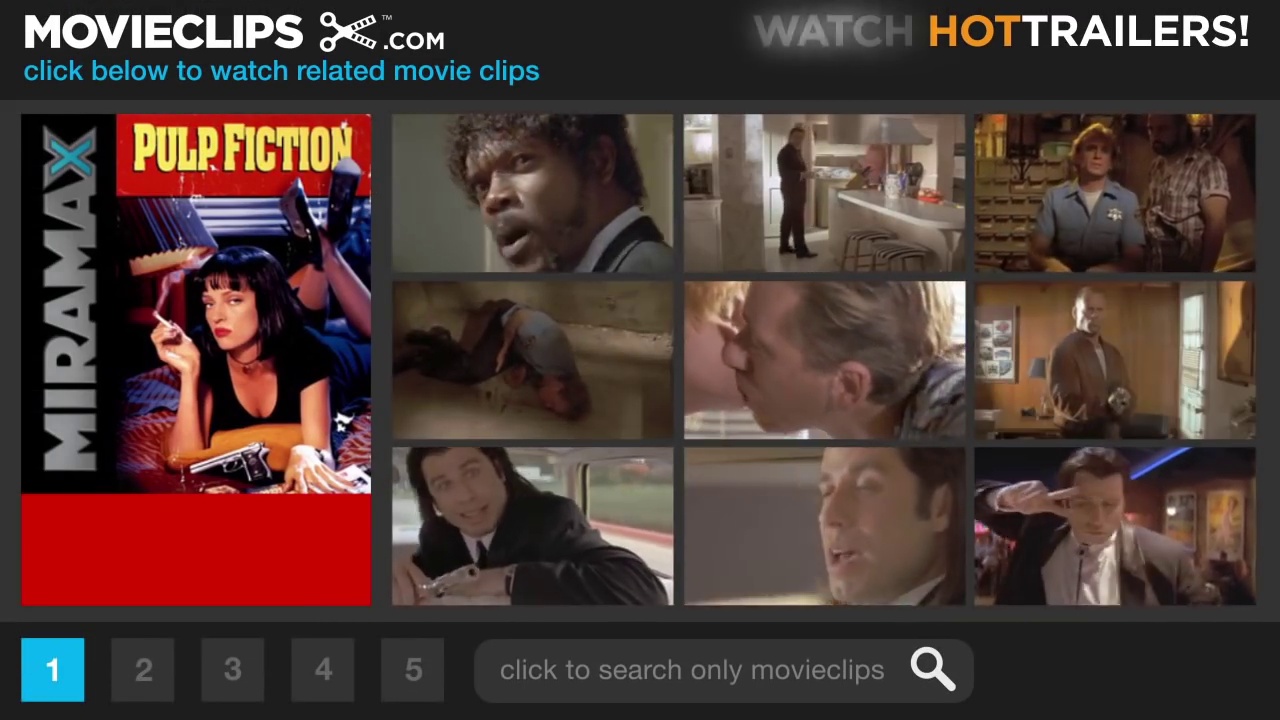 MOVIECLIPS ™ .COM
WATCH HOTTRAILERS!
click below to watch related movie clips
MIRAMAX
PULP FICTION
1 2 3 4 5
click to search only movieclips